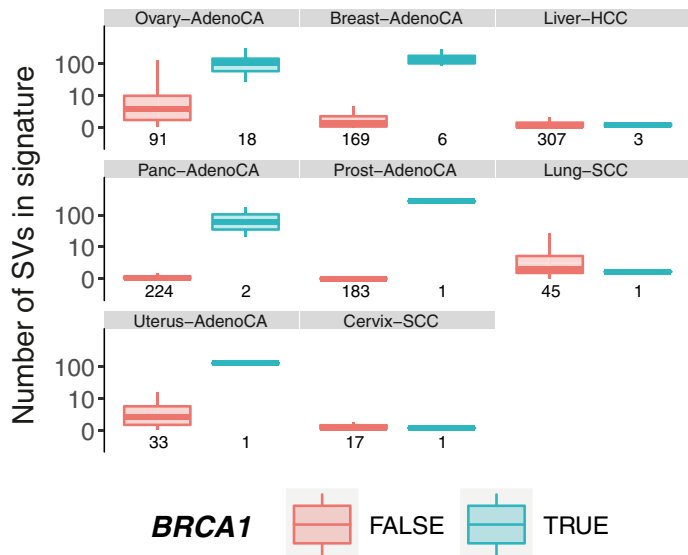 Ovary−AdenoCA Breast−AdenoCA Liver−HCC
100
10
0
91 18 169 6 307 3
Panc−AdenoCA Prost−AdenoCA Lung−SCC
100
10
0
224 2 183 1 45 1
Uterus−AdenoCA Cervix−SCC
100
10
0
33 1 17 1
Number of SVs in signature
BRCA1 FALSE TRUE